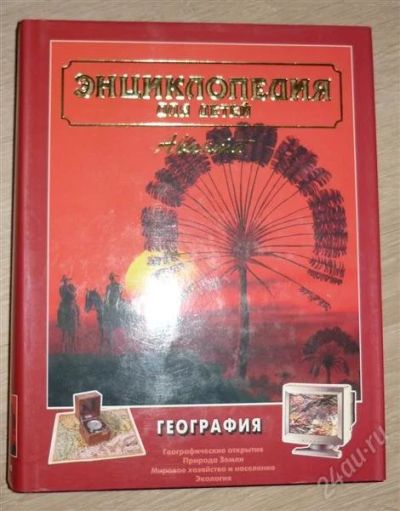 ЭНЦИКЛОПЕДИЯ
ДЛЯ ДЕТЕЙ
Аванта+
ГЕОГРАФИЯ
Географические открытия
Природа Земли
Мировое хозяйство и население
Экология
24au.ru